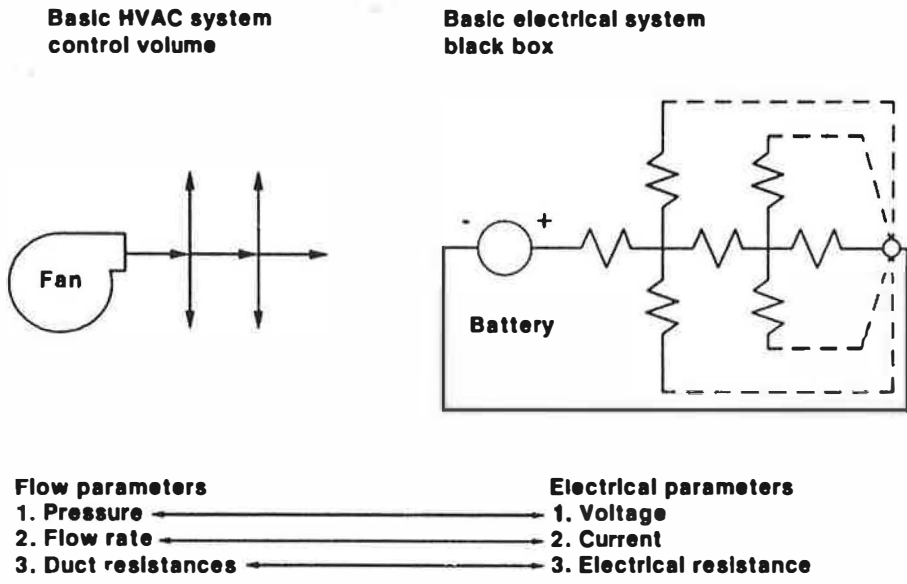 Basic HVAC system
control volume
Basic electrical system
black box
Fan
- +
Battery
Flow parameters
1. Pressure
2. Flow rate
3. Duct resistances
Electrical parameters
1. Voltage
2. Current
3. Electrical resistance